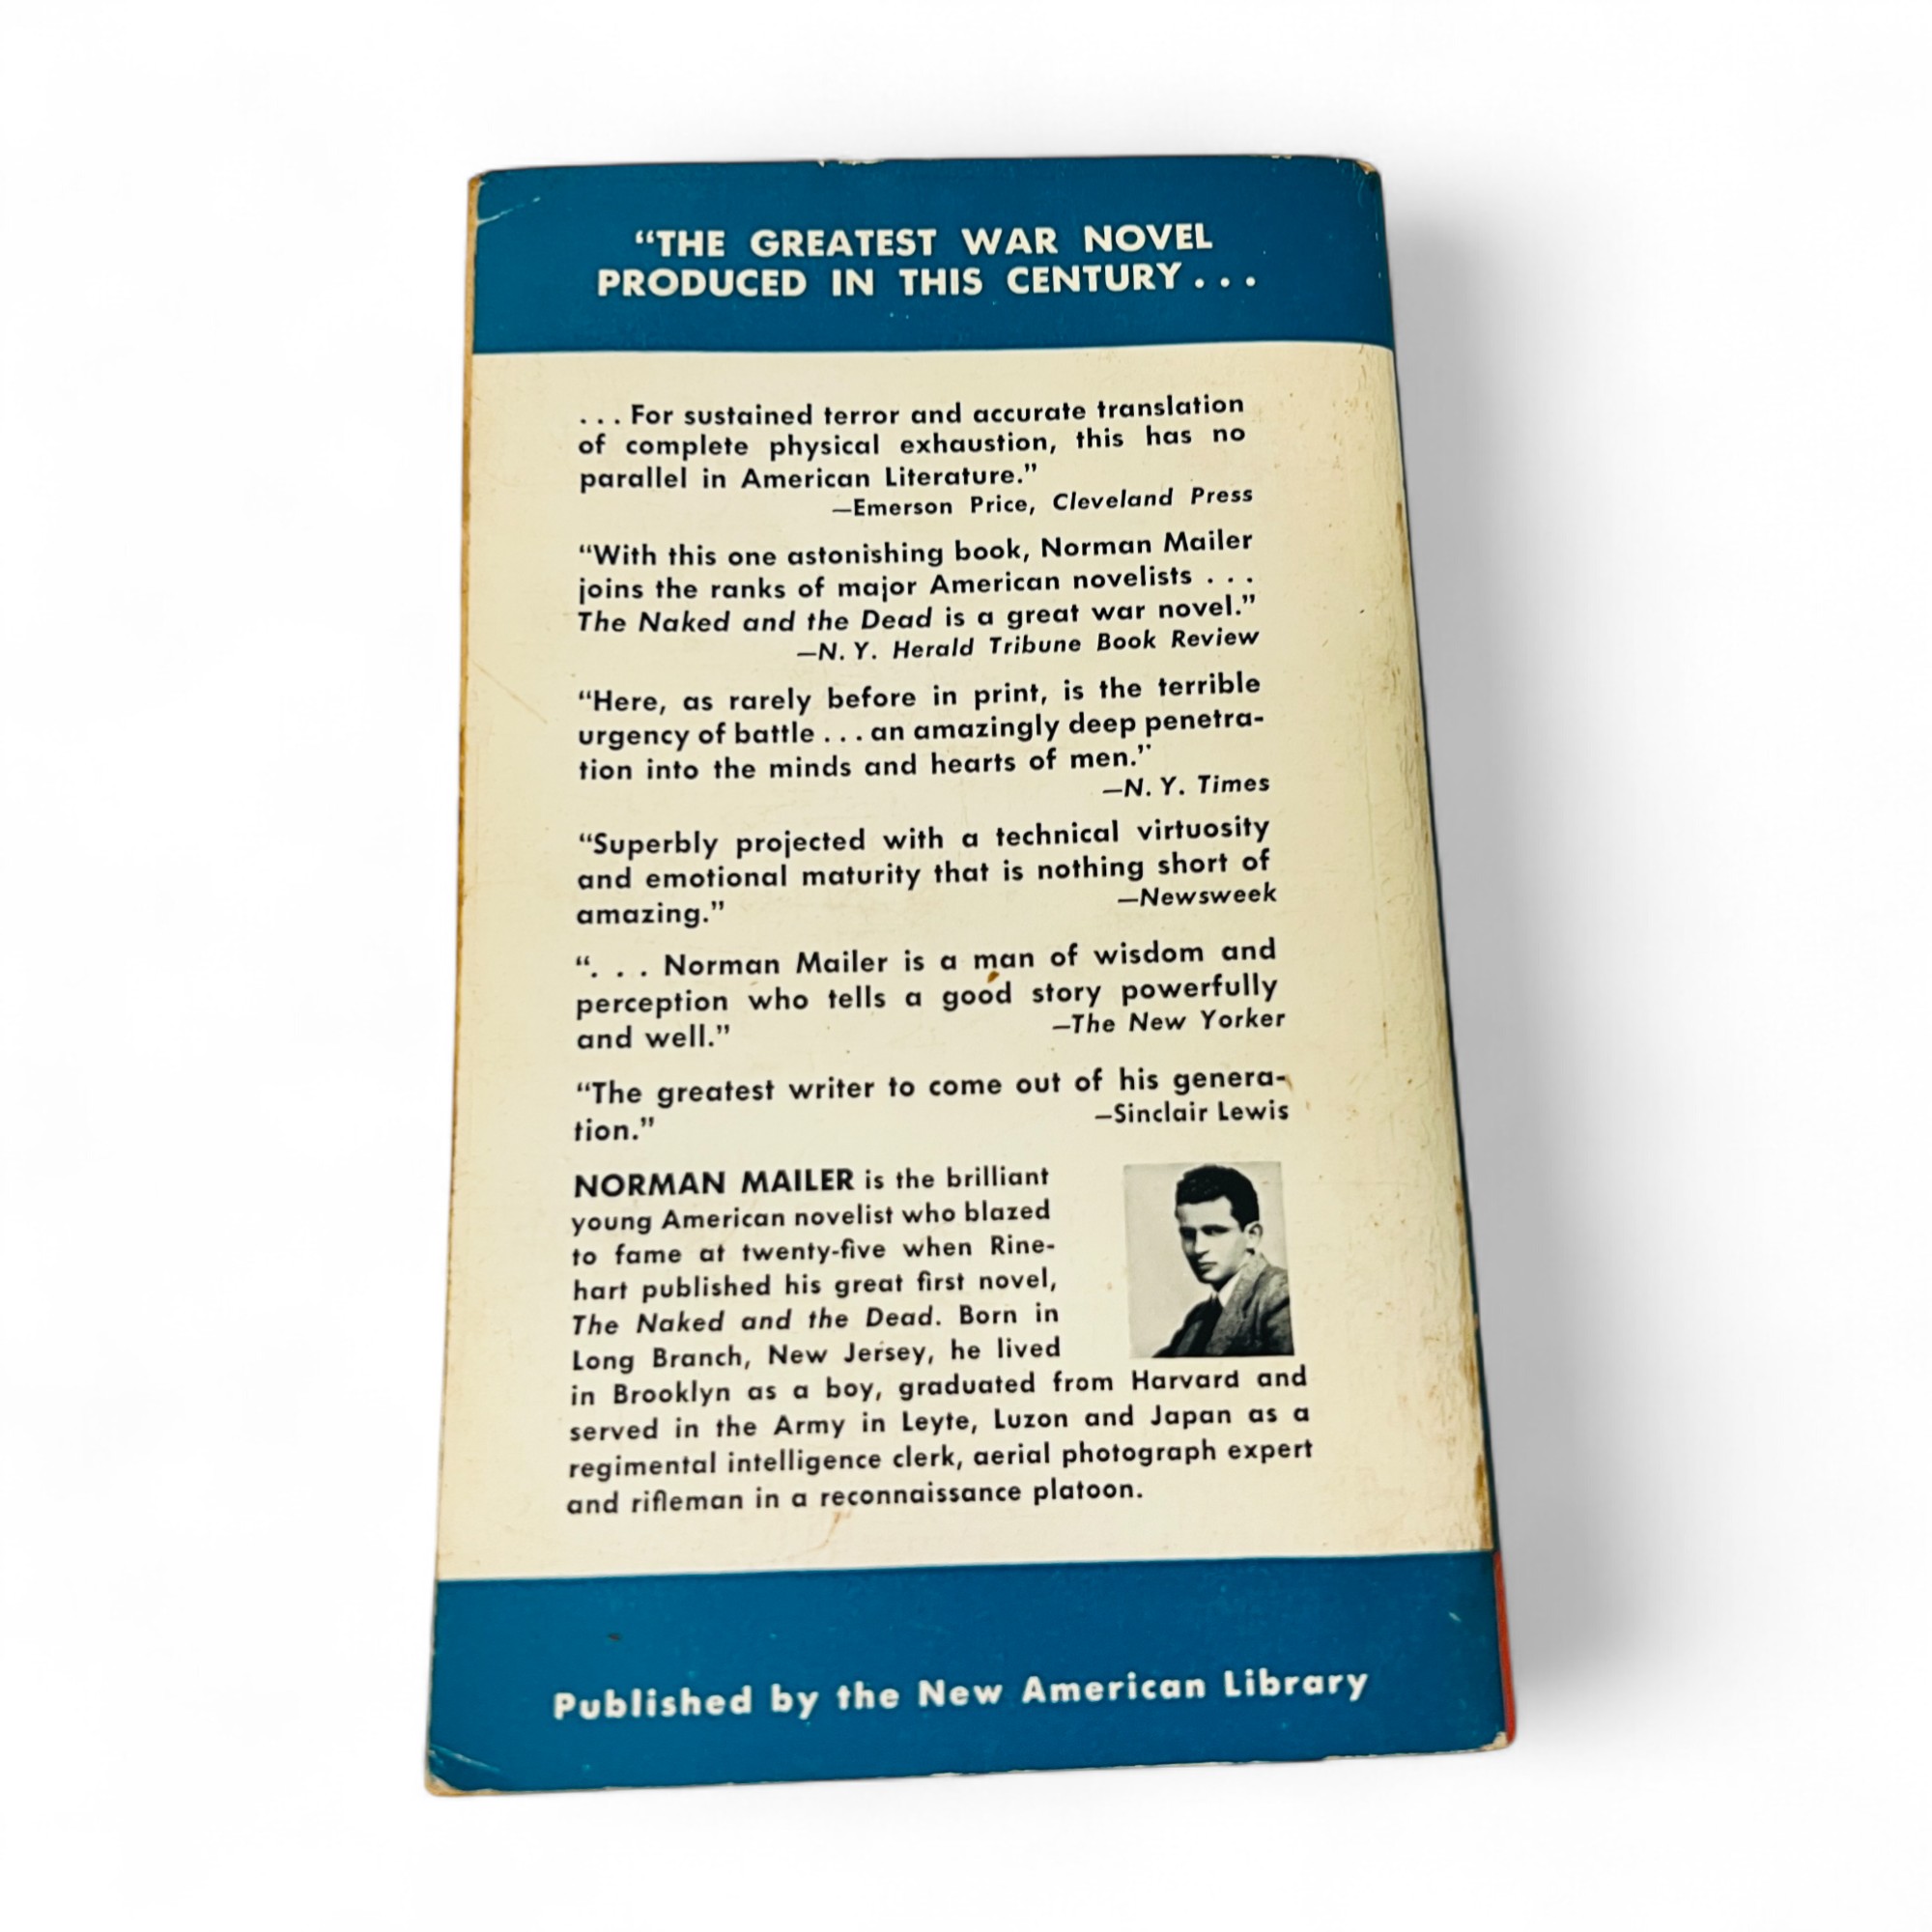 “THE GREATEST WAR NOVEL
PRODUCED IN THIS CENTURY...
... For sustained terror and accurate translation
of complete physical exhaustion, this has no
parallel in American Literature.”
—Emerson Price, Cleveland Press
“With this one astonishing book, Norman Mailer
joins the ranks of major American novelists . . .
The Naked and the Dead is a great war novel.”
—N. Y. Herald Tribune Book Review
“Here, as rarely before in print, is the terrible
urgency of battle . . . an amazingly deep penetra-
tion into the minds and hearts of men.”
—N. Y. Times
“Superbly projected with a technical virtuosity
and emotional maturity that is nothing short of
amazing.” —Newsweek
“. . . Norman Mailer is a man of wisdom and
perception who tells a good story powerfully
and well.” —The New Yorker
“The greatest writer to come out of his genera-
tion.” —Sinclair Lewis
NORMAN MAILER is the brilliant
young American novelist who blazed
to fame at twenty-five when Rine-
hart published his great first novel,
The Naked and the Dead. Born in
Long Branch, New Jersey, he lived
in Brooklyn as a boy, graduated from Harvard and
served in the Army in Leyte, Luzon and Japan as a
regimental intelligence clerk, aerial photograph expert
and rifleman in a reconnaissance platoon.
Published by the New American Library